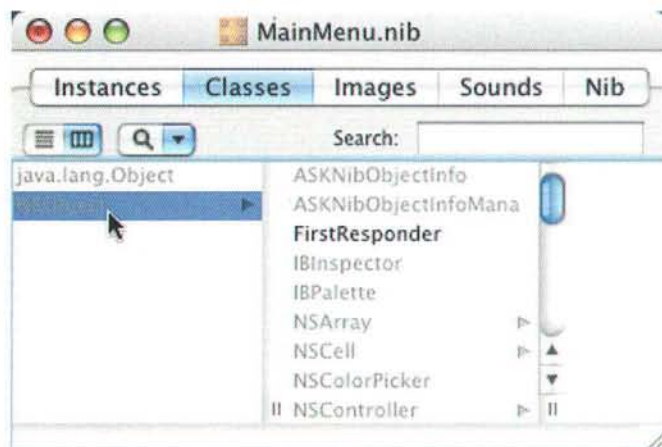 MainMenu.nib
Instances Classes Images Sounds Nib
Search:
java.lang.Object
ASKNibObjectInfo
ASKNibObjectInfoMana
FirstResponder
IBInspector
IBPalette
NSArray
NSCell
NSColorPicker
NSController